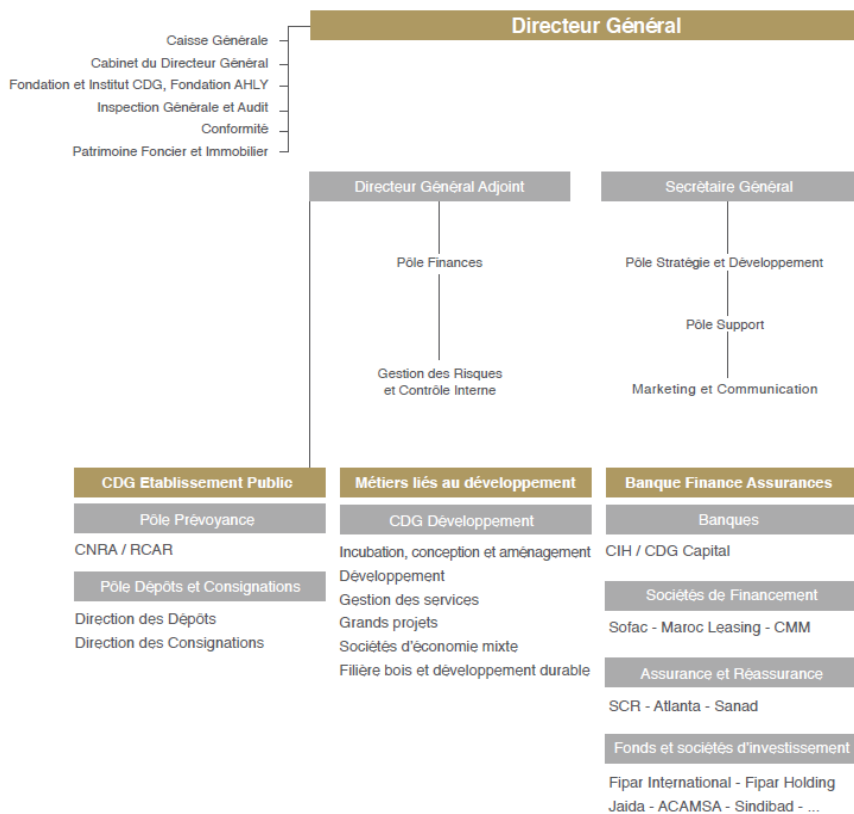 Directeur Général
Caisse Générale
Cabinet du Directeur Général
Fondation et Institut CDG, Fondation AHLY
Inspection Générale et Audit
Conformité
Patrimoine Foncier et Immobilier
Directeur Général Adjoint
Secrètaire Général
Pôle Finances
Pôle Stratégie et Développement
Pôle Support
Gestion des Risques
et Contrôle Interne
Marketing et Communication
CDG Etablissement Public
Pôle Prévoyance
CNRA / RCAR
Pôle Dépôts et Consignations
Direction des Dépôts
Direction des Consignations
Métiers liés au développement
CDG Développement
Incubation, conception et aménagement
Développement
Gestion des services
Grands projets
Sociétés d'économie mixte
Filière bois et développement durable
Banque Finance Assurances
Banques
CIH / CDG Capital
Sociétés de Financement
Sofac - Maroc Leasing - CMM
Assurance et Réassurance
SCR - Atlanta - Sanad
Fonds et sociétés d'investissement
Fipar International - Fipar Holding
Jaida - ACAMSA - Sindibad - ...